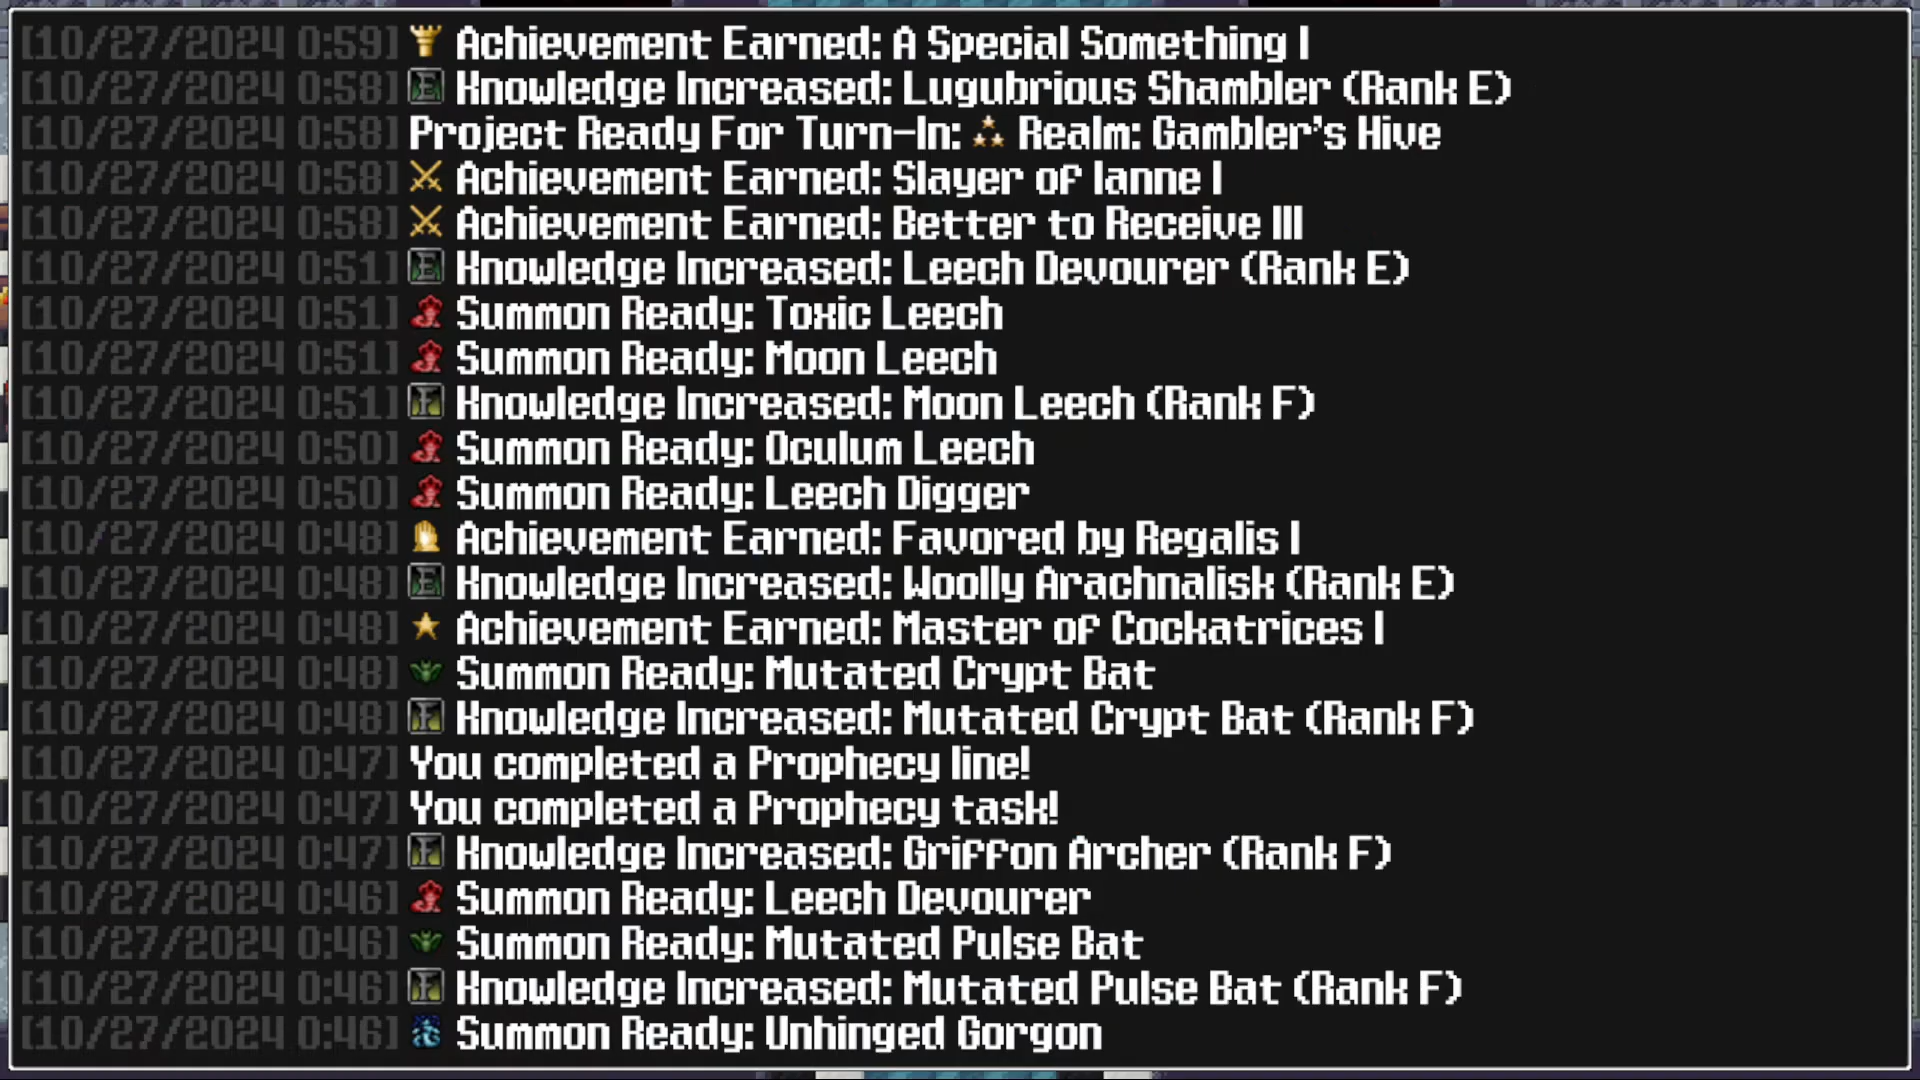 [10/27/2024 0:59] Achievement Earned: A Special Something I
[10/27/2024 0:58] E Knowledge Increased: Lugubrious Shambler (Rank E)
[10/27/2024 0:58] Project Ready For Turn-In: Realm: Gambler's Hive
[10/27/2024 0:58] Achievement Earned: Slayer of Ianne I
[10/27/2024 0:58] Achievement Earned: Better to Receive III
[10/27/2024 0:51] E Knowledge Increased: Leech Devourer (Rank E)
[10/27/2024 0:51] Summon Ready: Toxic Leech
[10/27/2024 0:51] Summon Ready: Moon Leech
[10/27/2024 0:51] F Knowledge Increased: Moon Leech (Rank F)
[10/27/2024 0:50] Summon Ready: Oculum Leech
[10/27/2024 0:50] Summon Ready: Leech Digger
[10/27/2024 0:48] Achievement Earned: Favored by Regalis I
[10/27/2024 0:48] E Knowledge Increased: Woolly Arachnalisk (Rank E)
[10/27/2024 0:48] Achievement Earned: Master of Cockatrices I
[10/27/2024 0:48] Summon Ready: Mutated Crypt Bat
[10/27/2024 0:48] F Knowledge Increased: Mutated Crypt Bat (Rank F)
[10/27/2024 0:47] You completed a Prophecy line!
[10/27/2024 0:47] You completed a Prophecy task!
[10/27/2024 0:47] F Knowledge Increased: Griffon Archer (Rank F)
[10/27/2024 0:46] Summon Ready: Leech Devourer
[10/27/2024 0:46] Summon Ready: Mutated Pulse Bat
[10/27/2024 0:46] F Knowledge Increased: Mutated Pulse Bat (Rank F)
[10/27/2024 0:46] Summon Ready: Unhinged Gorgon